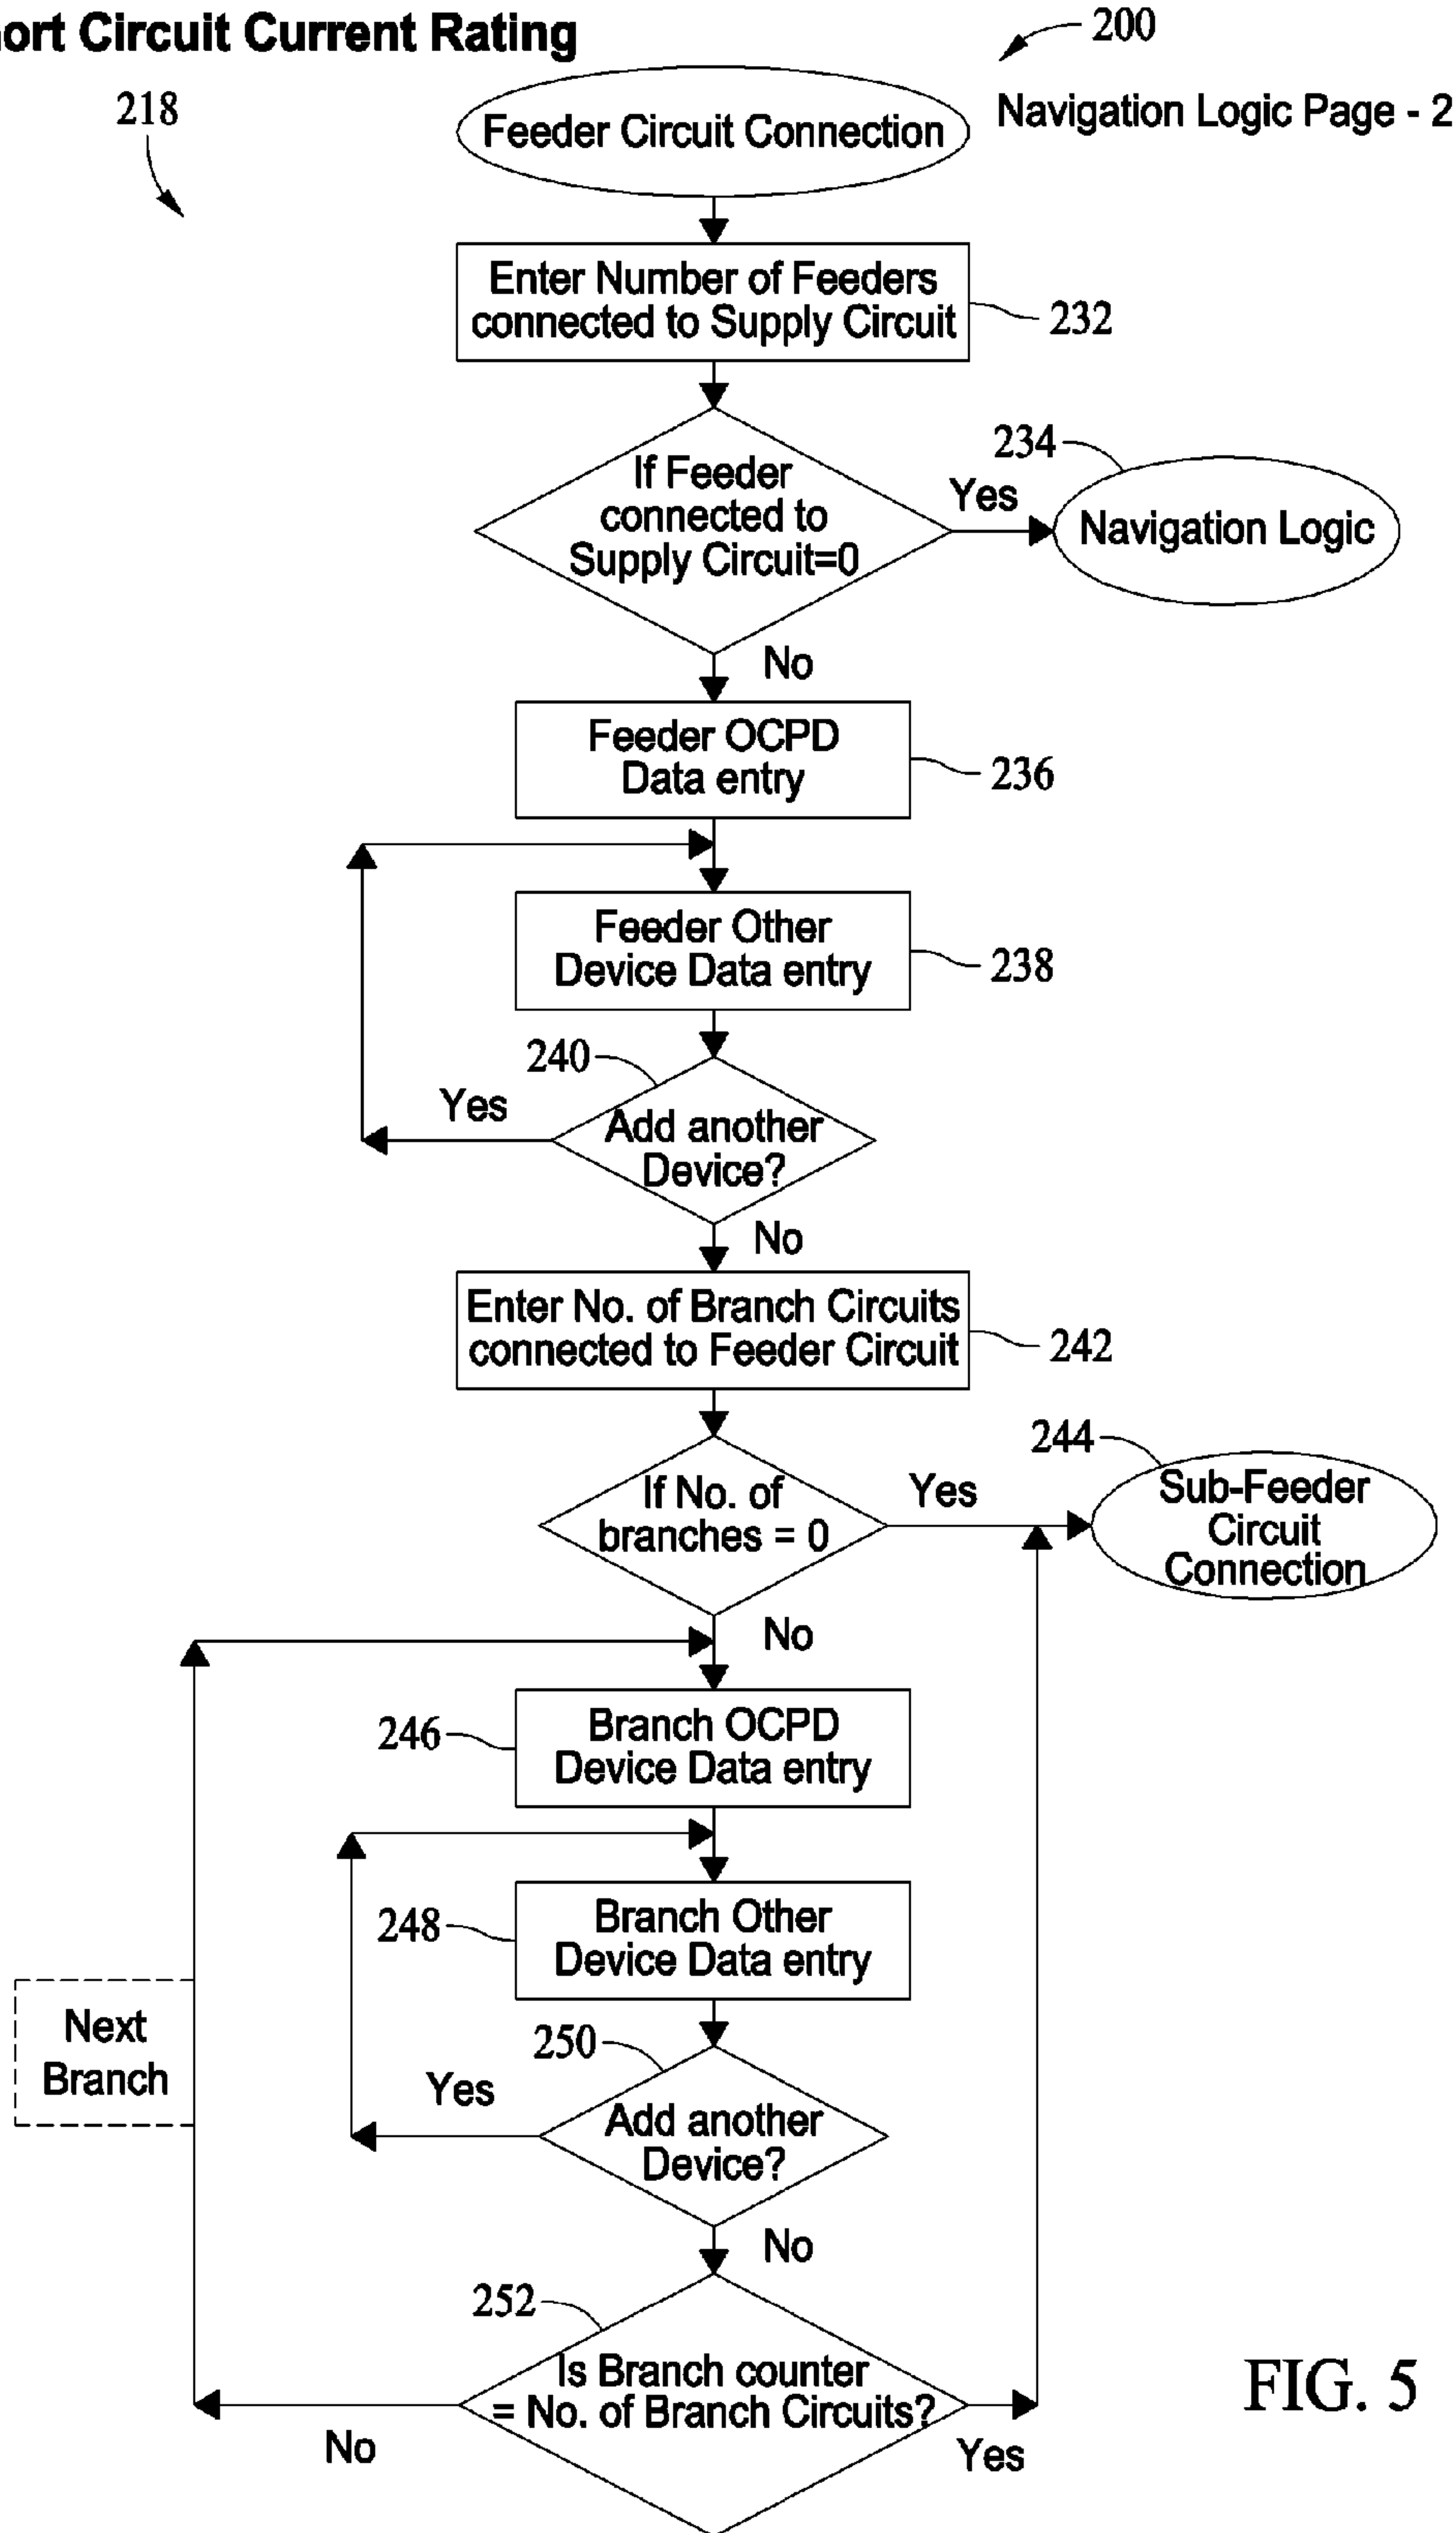 ort Circuit Current Rating
200
218
Feeder Circuit Connection
Navigation Logic Page - 2
Enter Number of Feeders
connected to Supply Circuit
232
If Feeder
connected to
Supply Circuit=0
Yes
234
Navigation Logic
No
Feeder OCPD
Data entry
236
Feeder Other
Device Data entry
238
240
Yes
Add another
Device?
No
Enter No. of Branch Circuits
connected to Feeder Circuit
242
If No. of
branches = 0
Yes
244
Sub-Feeder
Circuit
Connection
No
246
Branch OCPD
Device Data entry
248
Branch Other
Device Data entry
Next
Branch
250
Yes
Add another
Device?
No
252
Is Branch counter
= No. of Branch Circuits?
No
Yes
FIG. 5